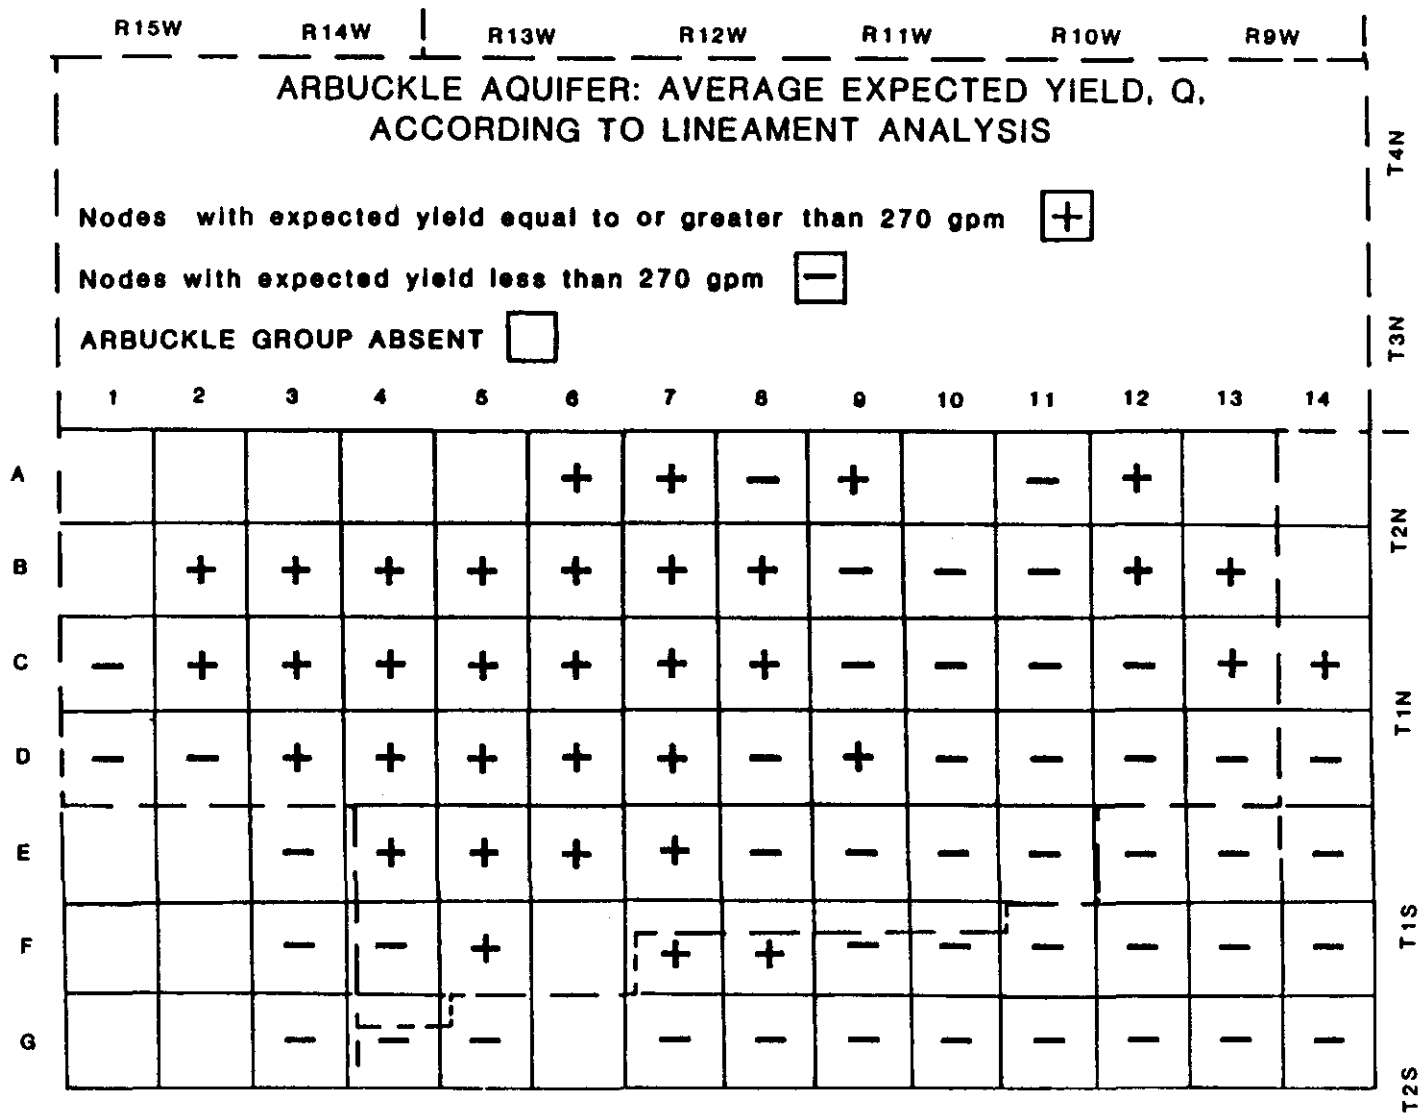 R15W R14W R13W R12W R11W R10W R9W
ARBUCKLE AQUIFER: AVERAGE EXPECTED YIELD, Q,
ACCORDING TO LINEAMENT ANALYSIS
T4N
Nodes with expected yield equal to or greater than 270 gpm +
Nodes with expected yield less than 270 gpm −
ARBUCKLE GROUP ABSENT
T3N
1 2 3 4 5 6 7 8 9 10 11 12 13 14
A + + − + − +
T2N
B + + + + + + + − − − + +
C − + + + + + + + − − − − + +
T1N
D − − + + + + + − + − − − − −
E − + + + + − − − − − − −
F − − + + + − − − − − −
T1S
G − − − − − − − − − − −
T2S